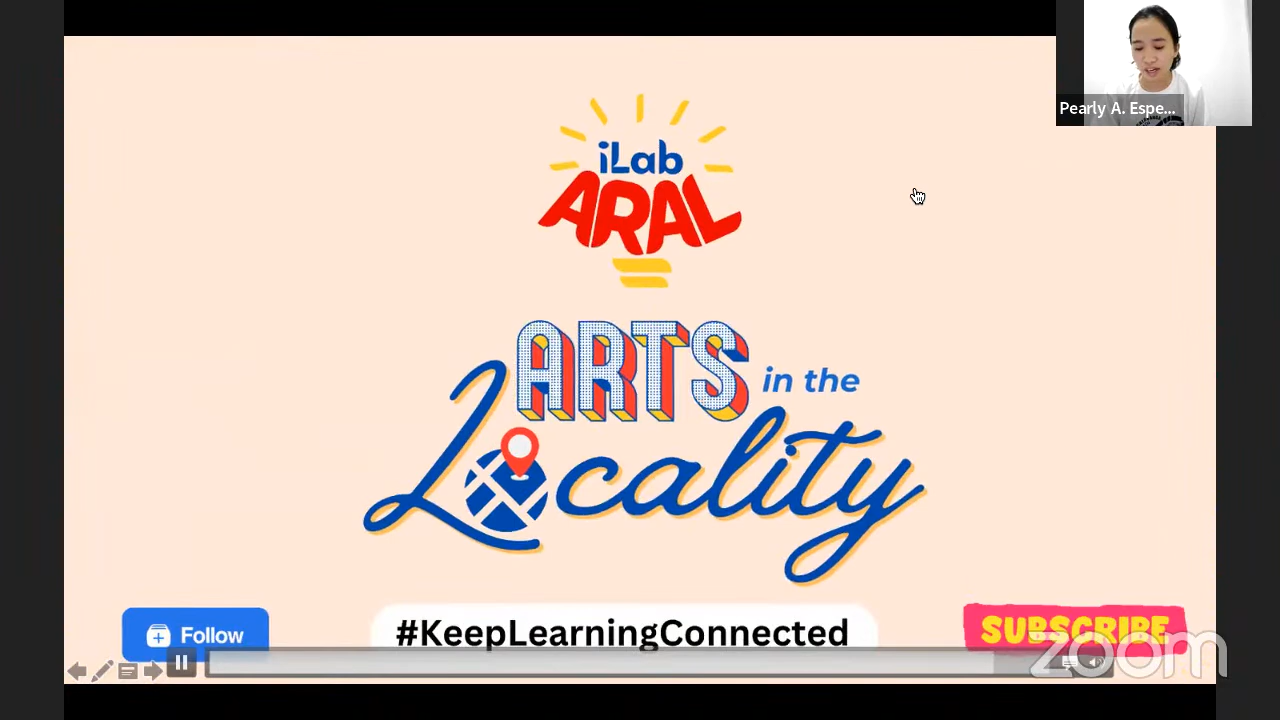 Pearly A. Espe...
iLab
ARAL
ARTS in the
Locality
Follow
#KeepLearningConnected
SUBSCRIBE
zoom